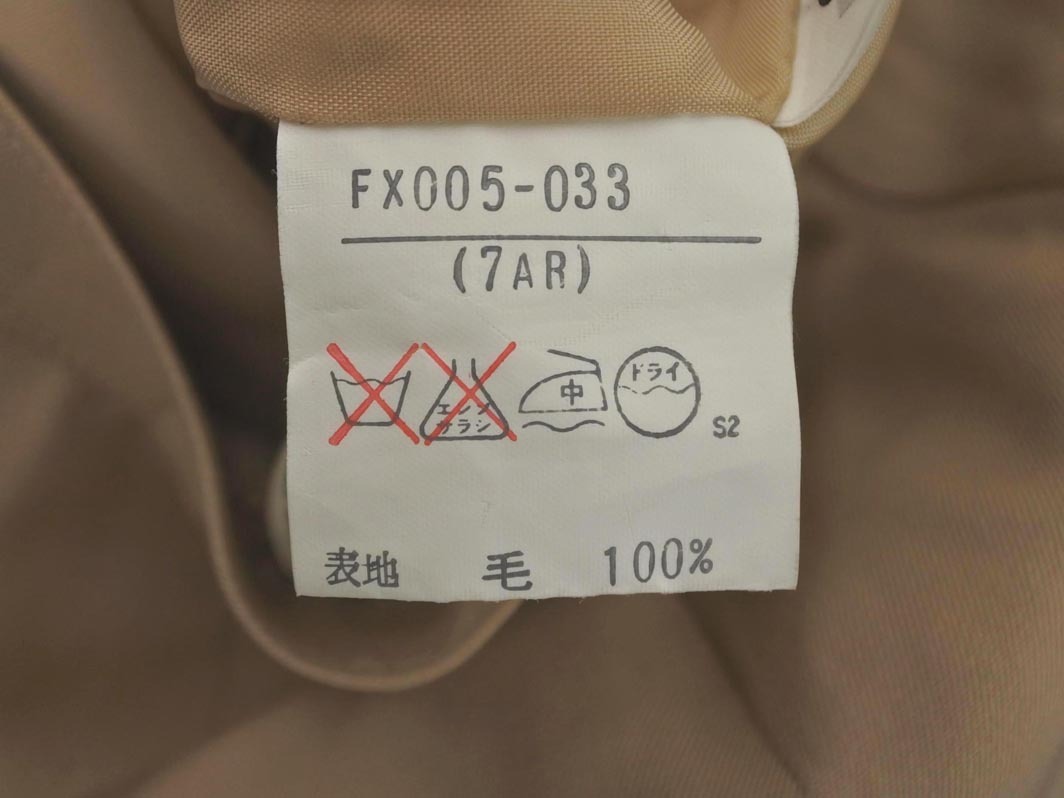 FX005-033
(7AR)
エンソ
サラシ
中
ドライ
S2
表地 毛 100%